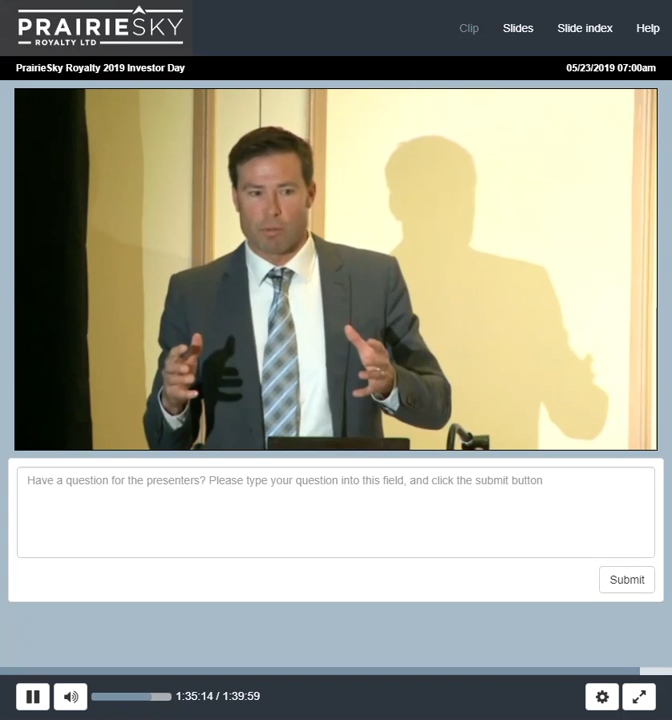 PRAIRIESKY
ROYALTY LTD
Clip Slides Slide index Help
PrairieSky Royalty 2019 Investor Day 05/23/2019 07:00am
Have a question for the presenters? Please type your question into this field, and click the submit button
Submit
1:35:14 / 1:39:59